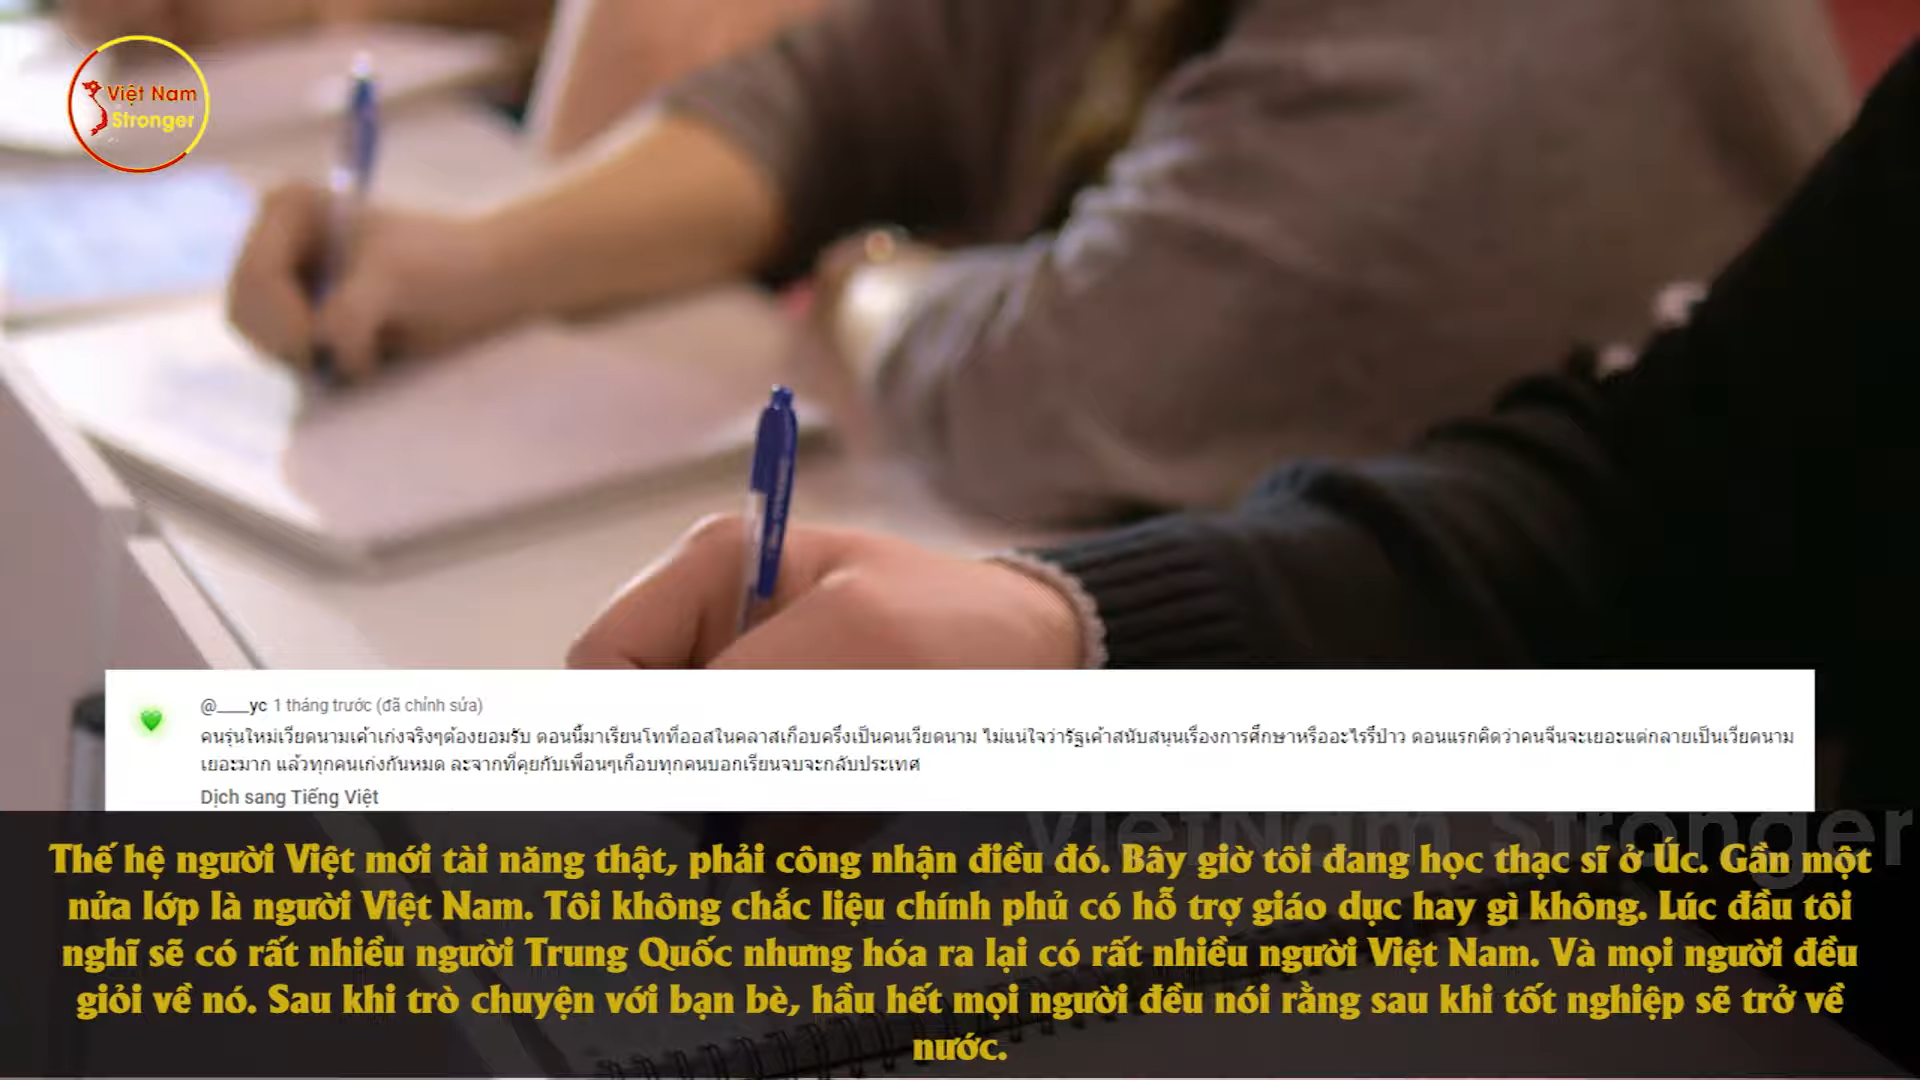 Việt Nam
Stronger
@____yc 1 tháng trước (đã chỉnh sửa)
คนรุ่นใหม่เวียดนามเค้าเก่งจริงๆต้องยอมรับ ตอนนี้มาเรียนโทที่ออสในคลาสเกือบครึ่งเป็นคนเวียดนาม ไม่แน่ใจว่ารัฐเค้าสนับสนุนเรื่องการศึกษาหรืออะไรรึป่าว ตอนแรกคิดว่าคนจีนจะเยอะแต่กลายเป็นเวียดนาม
เยอะมาก แล้วทุกคนเก่งกันหมด ละจากที่คุยกับเพื่อนๆเกือบทุกคนบอกเรียนจบจะกลับประเทศ
Dịch sang Tiếng Việt
VietNam Stronger
Thế hệ người Việt mới tài năng thật, phải công nhận điều đó. Bây giờ tôi đang học thạc sĩ ở Úc. Gần một
nửa lớp là người Việt Nam. Tôi không chắc liệu chính phủ có hỗ trợ giáo dục hay gì không. Lúc đầu tôi
nghĩ sẽ có rất nhiều người Trung Quốc nhưng hóa ra lại có rất nhiều người Việt Nam. Và mọi người đều
giỏi về nó. Sau khi trò chuyện với bạn bè, hầu hết mọi người đều nói rằng sau khi tốt nghiệp sẽ trở về
nước.